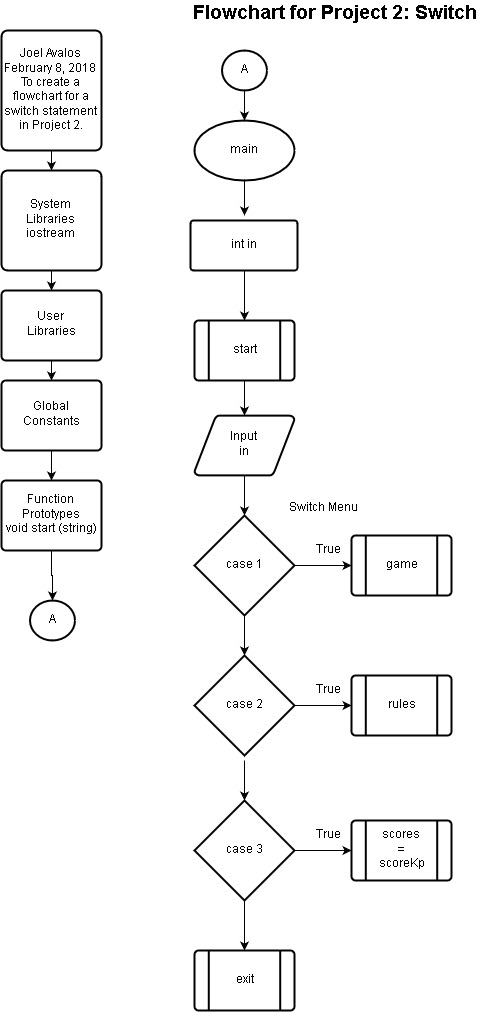 Flowchart for Project 2: Switch
Joel Avalos
February 8, 2018
To create a
flowchart for a
switch statement
in Project 2.
System
Libraries
iostream
User
Libraries
Global
Constants
Function
Prototypes
void start (string)
A
A
main
int in
start
Input
in
Switch Menu
case 1
True
game
case 2
True
rules
case 3
True
scores
=
scoreKp
exit